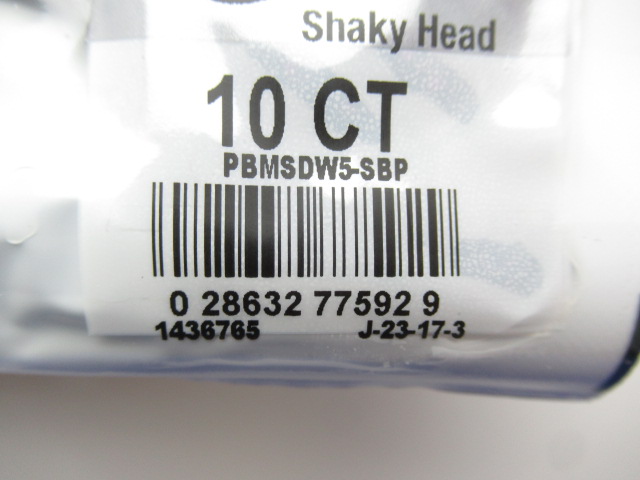 Shaky Head
10 CT
PBMSDW5-SBP
0 28632 77592 9
1436765 J-23-17-3